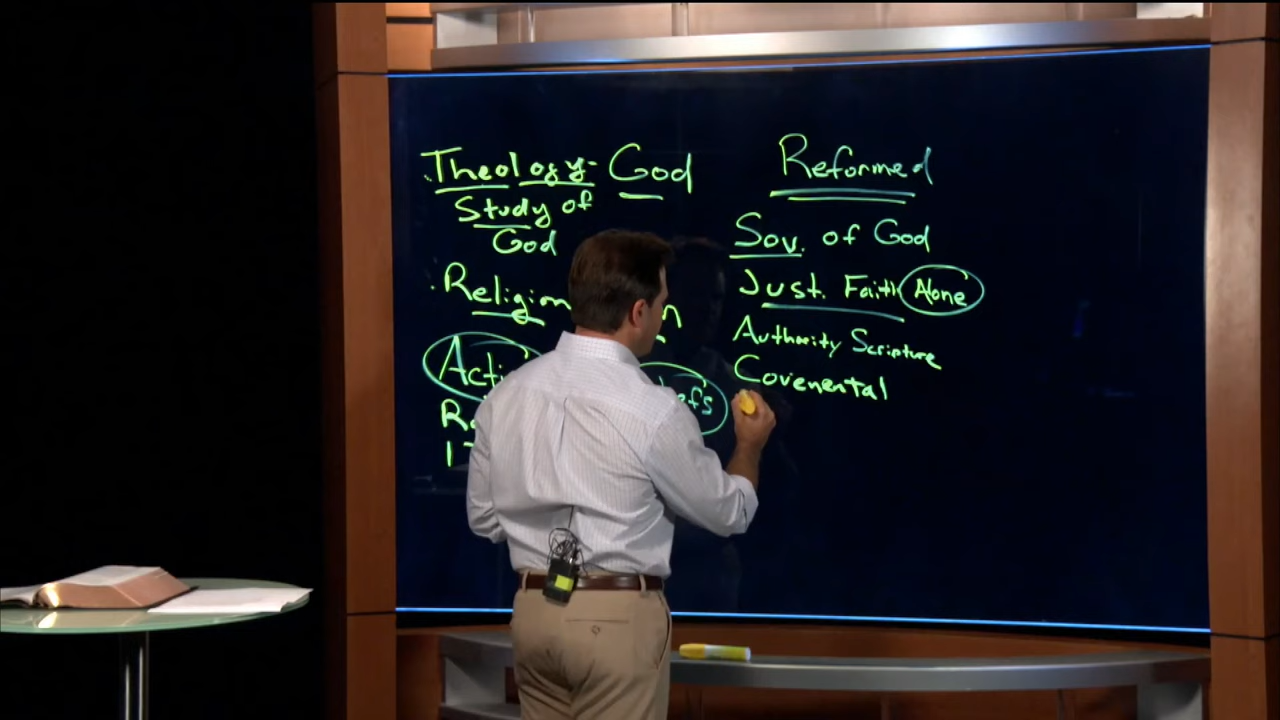 Theology - God
Study of
God
Religion
Reformed
Sov. of God
Just. Faith Alone
Authority Scripture
Covenental